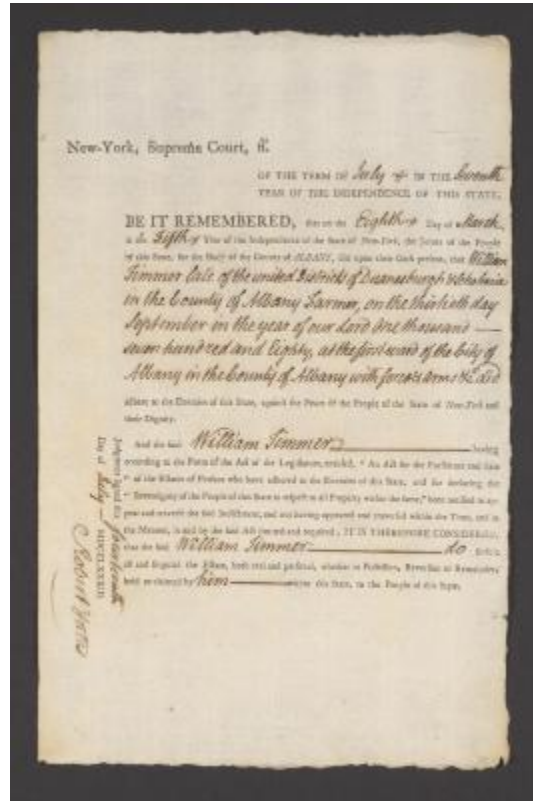 New-York, Supreme Court, ss.
OF THE TERM OF July IN THE Seventh
YEAR OF THE INDEPENDENCE OF THIS STATE.
BE IT REMEMBERED, that on the Eighth Day of March
in the Fifth Year of the Independence of the State of New-York, the Jurors of the People
of this State, for the Body of the County of ALBANY, did upon their Oath present, that William
Timmer late of the united Districts of Duanesburgh & Schoharie
in the County of Albany Farmer, on the thirtieth day
September in the year of our Lord One thousand —
seven hundred and Eighty, at the first ward of the City of
Albany in the County of Albany with force & arms &c. did
adhere to the Enemies of this State, against the Peace of the People of the State of New-York and
their Dignity.
And the said William Timmer having
according to the Form of the Act of the Legislature, entitled, "An Act for the Forfeiture and Sale
" of the Estates of Persons who have adhered to the Enemies of this State, and for declaring the
" Sovereignty of the People of this State in respect to all Property within the same," been notified to appear
and traverse the said Indictment, and not having appeared and traversed within the Time, and in
the Manner, in and by the said Act and required, IT IS THEREFORE CONSIDERED,
that the said William Timmer do forfeit
all and singular the Estate, both real and personal, whether in Possession, Reversion or Remainder,
held or claimed by him within this State, to the People of this State.
Judgment signed this fourteenth
Day of July — MDCCLXXXIII
Robert Yates